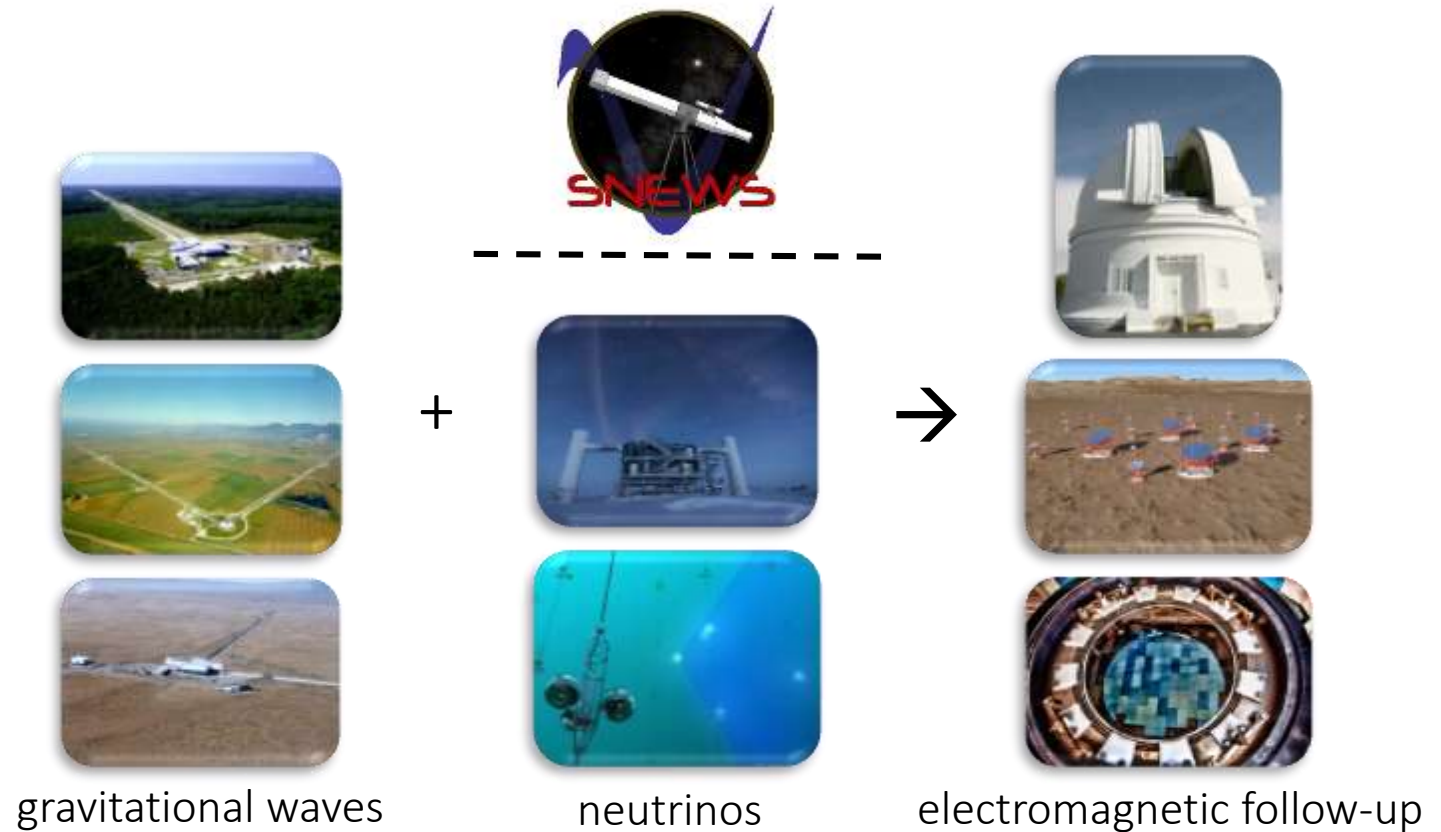 SNEWS
+
→
gravitational waves
neutrinos
electromagnetic follow-up